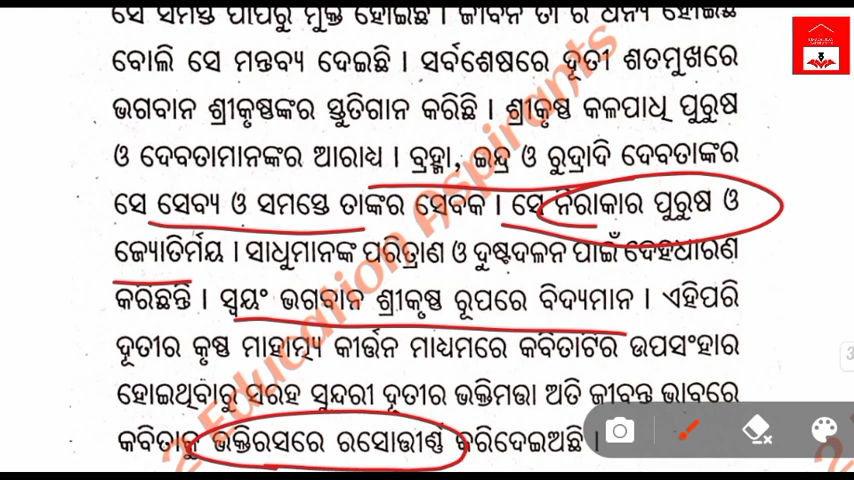 ସେ ସମସ୍ତ ପାପରୁ ମୁକ୍ତ ହୋଇଛି । ଜୀବନ ତା'ର ଧନ୍ୟ ହୋଇଛି
ବୋଲି ସେ ମନ୍ତବ୍ୟ ଦେଇଛି । ସର୍ବଶେଷରେ ଦୂତୀ ଶତମୁଖରେ
ଭଗବାନ ଶ୍ରୀକୃଷ୍ଣଙ୍କର ସ୍ତୁତିଗାନ କରିଛି । ଶ୍ରୀକୃଷ୍ଣ କଳପାଧି ପୁରୁଷ
ଓ ଦେବତାମାନଙ୍କର ଆରାଧ୍ୟ । ବ୍ରହ୍ମା, ଇନ୍ଦ୍ର ଓ ରୁଦ୍ରାଦି ଦେବତାଙ୍କର
ସେ ସେବ୍ୟ ଓ ସମସ୍ତେ ତାଙ୍କର ସେବକ । ସେ ନିରାକାର ପୁରୁଷ ଓ
ଜ୍ୟୋତିର୍ମୟ । ସାଧୁମାନଙ୍କ ପରିତ୍ରାଣ ଓ ଦୁଷ୍ଟଦଳନ ପାଇଁ ଦେହଧାରଣ
କରିଛନ୍ତି । ସ୍ୱୟଂ ଭଗବାନ ଶ୍ରୀକୃଷ୍ଣ ରୂପରେ ବିଦ୍ୟମାନ । ଏହିପରି
ଦୂତୀର କୃଷ୍ଣ ମାହାତ୍ମ୍ୟ କୀର୍ତ୍ତନ ମାଧ୍ୟମରେ କବିତାଟିର ଉପସଂହାର
ହୋଇଥିବାରୁ ସରହ ସୁନ୍ଦରୀ ଦୂତୀର ଭକ୍ତିମତ୍ତା ଅତି ଜୀବନ୍ତ ଭାବରେ
କବିତାକୁ ଭକ୍ତିରସରେ ରସୋତ୍ତୀର୍ଣ୍ଣ କରିଦେଇଅଛି ।
Education Aspirants